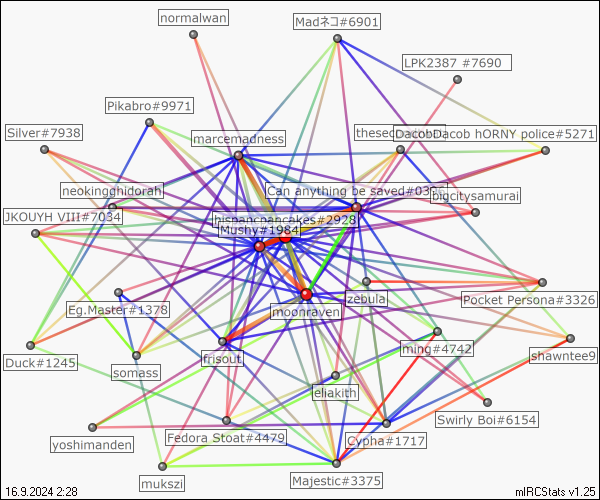 normalwan
Madネコ#6901
LPK2387 #7690
Pikabro#9971
Silver#7938
marcemadness
DacobDacob hORNY police#5271
neokingghidorah
Can anything be saved#03
bigcitysamurai
JKOUYH VIII#7034
hispancpancakes#2928
Mushy#1984
Eg.Master#1378
moonraven
zebula
Pocket Persona#3326
Duck#1245
somass
frisout
ming#4742
shawntee9
eliakith
Swirly Boi#6154
yoshimanden
Fedora Stoat#4479
Cypha#1717
mukszi
Majestic#3375
16.9.2024 2:28
mIRCStats v1.25